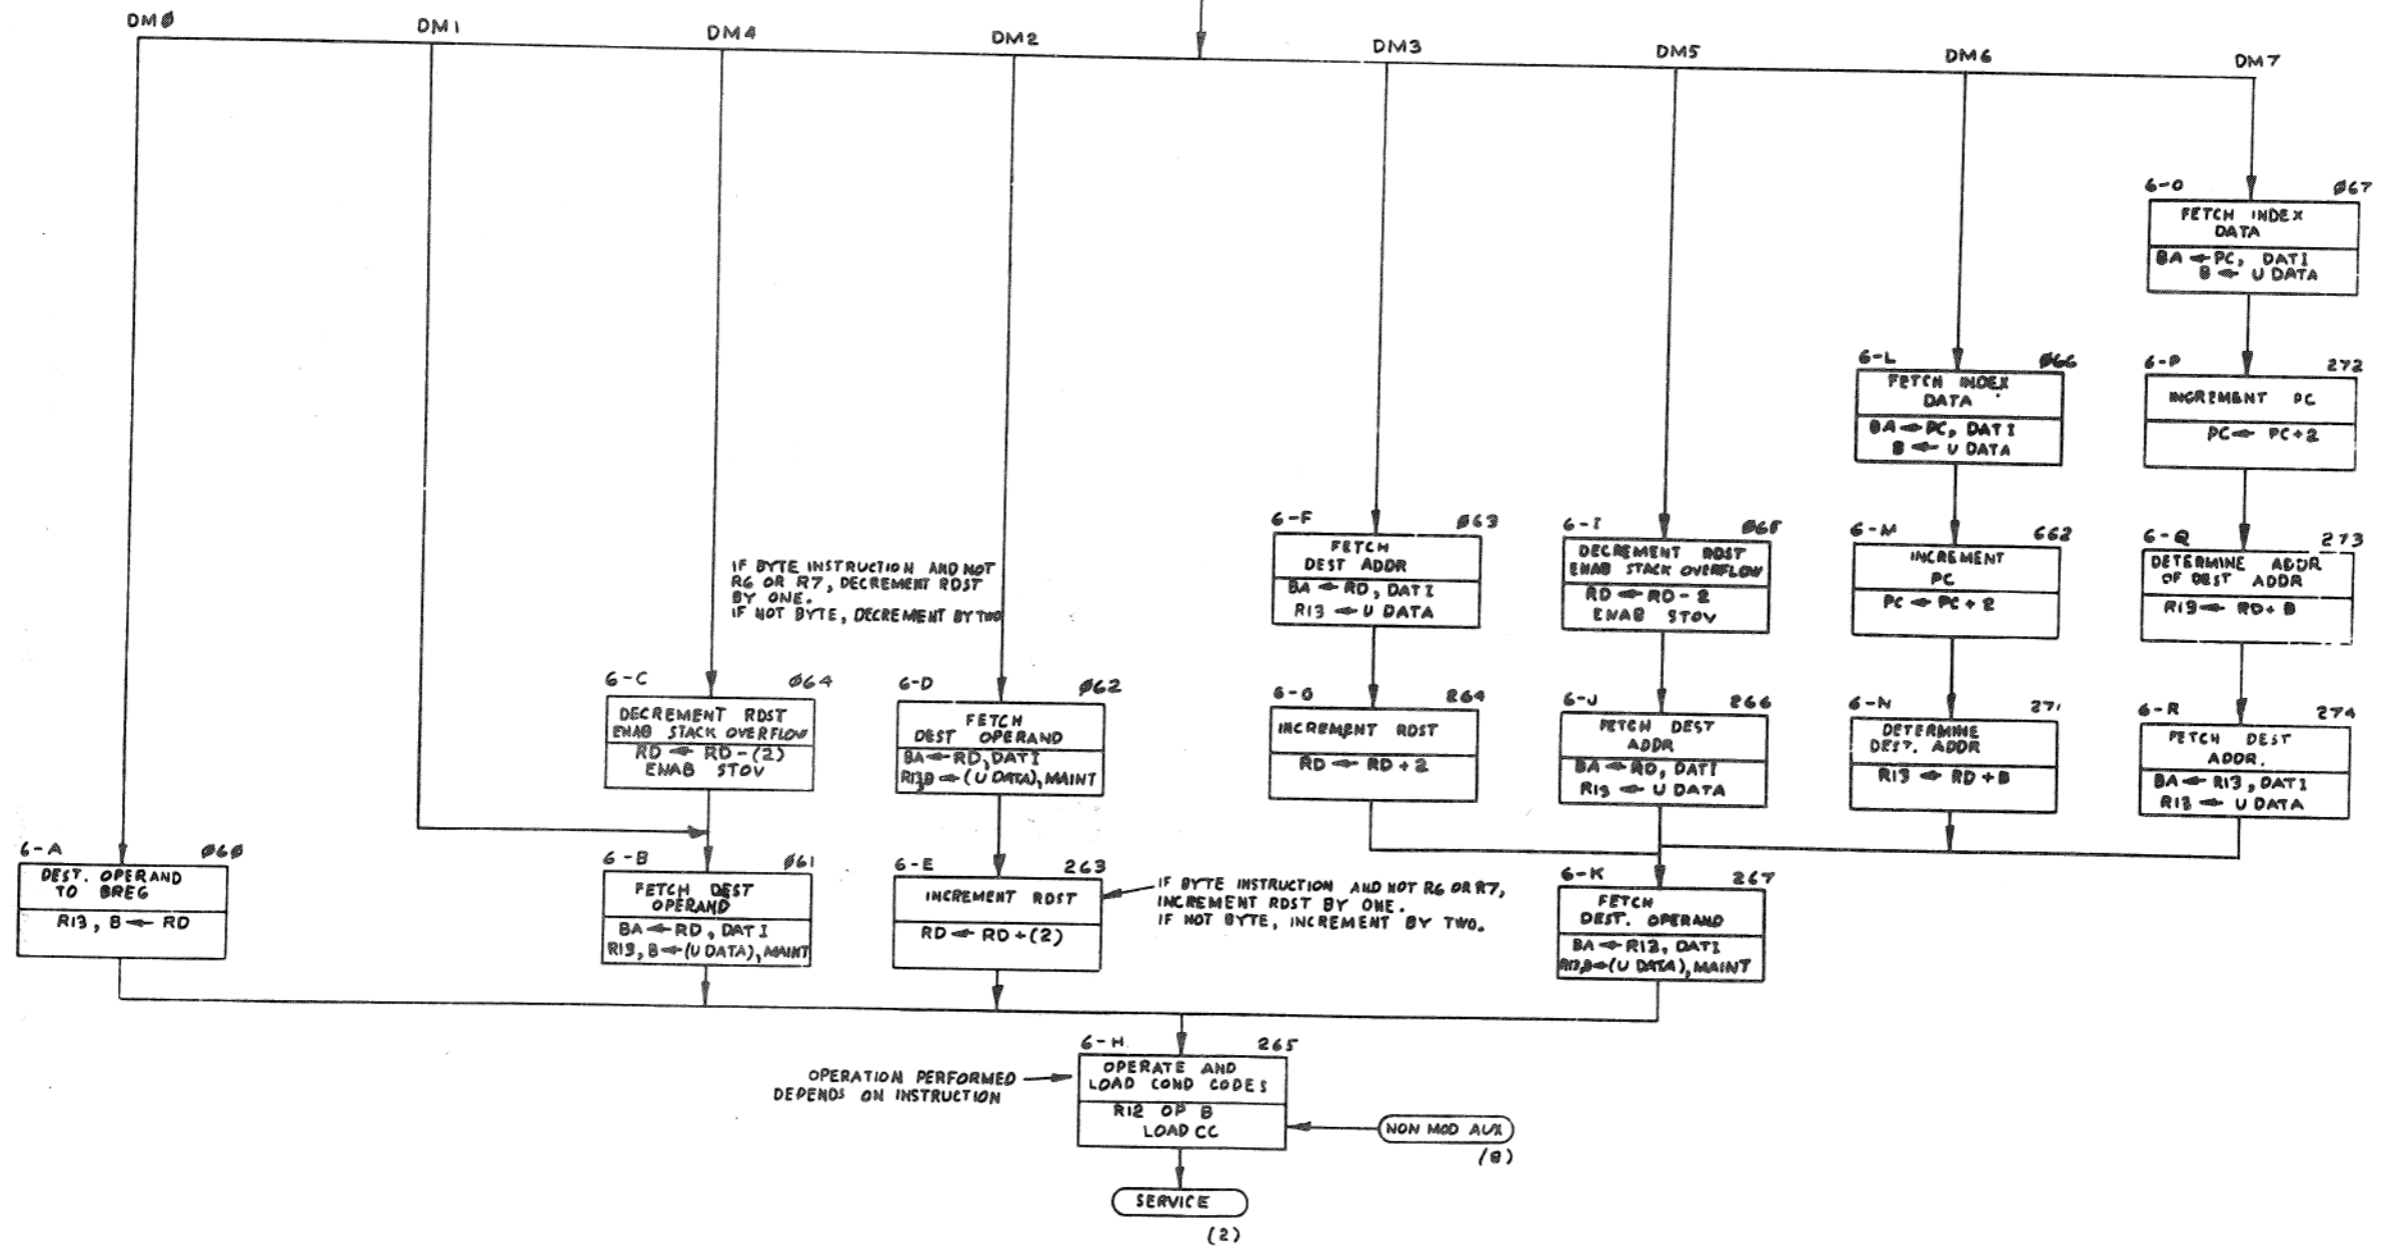 DMØ
DM1
DM4
DM2
DM3
DM5
DM6
DM7
6-O Ø67
FETCH INDEX
DATA
BA ← PC, DATI
B ← U DATA
6-L Ø66
FETCH INDEX
DATA
BA ← PC, DATI
B ← U DATA
6-P 272
INCREMENT PC
PC ← PC+2
6-F Ø63
FETCH
DEST ADDR
BA ← RD, DATI
R13 ← U DATA
6-I Ø65
DECREMENT RDST
ENAB STACK OVERFLOW
RD ← RD-2
ENAB STOV
6-M 662
INCREMENT
PC
PC ← PC+2
6-Q 273
DETERMINE ADDR
OF DEST ADDR
R13 ← RD+B
IF BYTE INSTRUCTION AND NOT
R6 OR R7, DECREMENT RDST
BY ONE.
IF NOT BYTE, DECREMENT BY TWO
6-C Ø64
DECREMENT RDST
ENAB STACK OVERFLOW
RD ← RD-(2)
ENAB STOV
6-D Ø62
FETCH
DEST OPERAND
BA ← RD, DATI
R13,B ← (U DATA), MAINT
6-G 264
INCREMENT RDST
RD ← RD+2
6-J 266
FETCH DEST
ADDR
BA ← RD, DATI
R13 ← U DATA
6-N 271
DETERMINE
DEST. ADDR
R13 ← RD+B
6-R 274
FETCH DEST
ADDR.
BA ← R13, DATI
R13 ← U DATA
6-A Ø6Ø
DEST. OPERAND
TO BREG
R13, B ← RD
6-B Ø61
FETCH DEST
OPERAND
BA ← RD, DATI
R13, B ← (U DATA), MAINT
6-E 263
INCREMENT RDST
RD ← RD+(2)
IF BYTE INSTRUCTION AND NOT R6 OR R7,
INCREMENT RDST BY ONE.
IF NOT BYTE, INCREMENT BY TWO.
6-K 267
FETCH
DEST. OPERAND
BA ← R13, DATI
R13,B ← (U DATA), MAINT
6-H 265
OPERATE AND
LOAD COND CODES
R12 OP B
LOAD CC
OPERATION PERFORMED
DEPENDS ON INSTRUCTION
NON MOD AUX
(8)
SERVICE
(2)